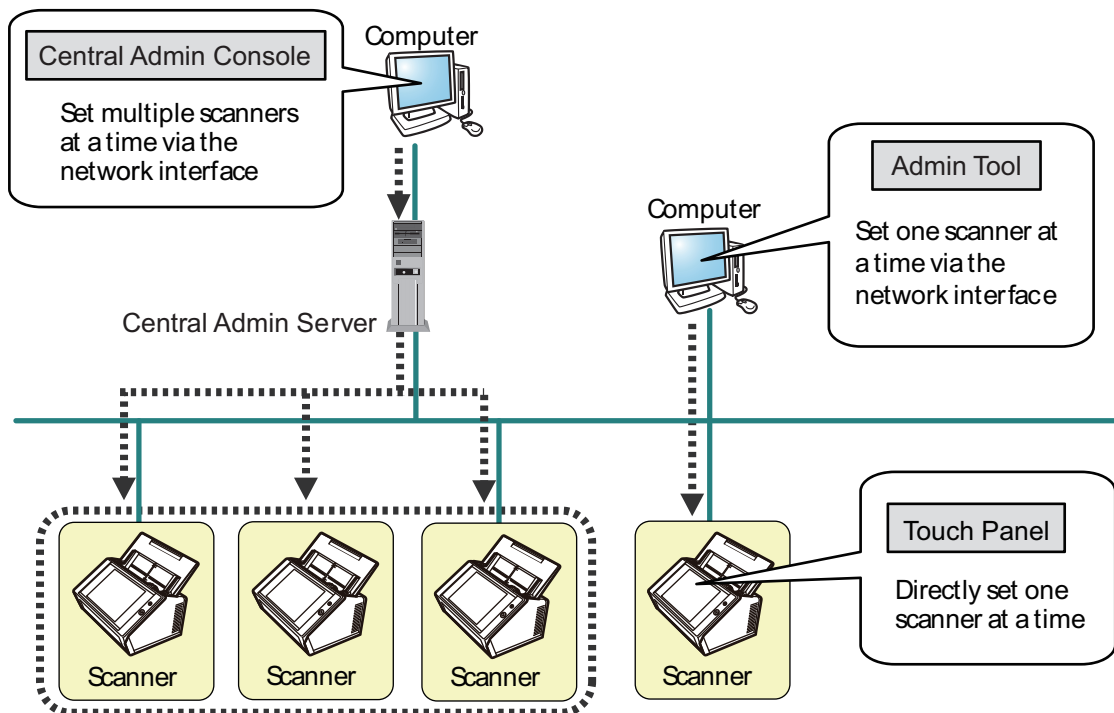 Computer
Central Admin Console
Set multiple scanners
at a time via the
network interface
Computer
Admin Tool
Set one scanner at
a time via the
network interface
Central Admin Server
Touch Panel
Directly set one
scanner at a time
Scanner
Scanner
Scanner
Scanner